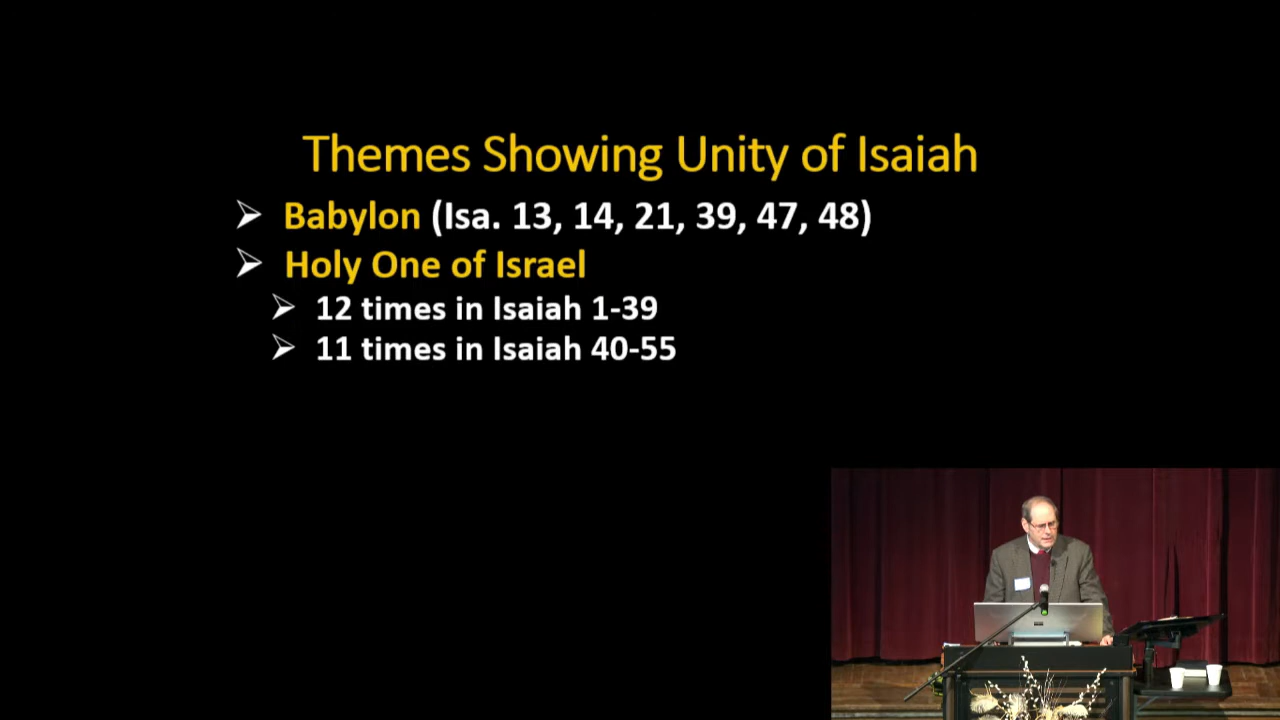 Themes Showing Unity of Isaiah
Babylon (Isa. 13, 14, 21, 39, 47, 48)
Holy One of Israel
12 times in Isaiah 1-39
11 times in Isaiah 40-55